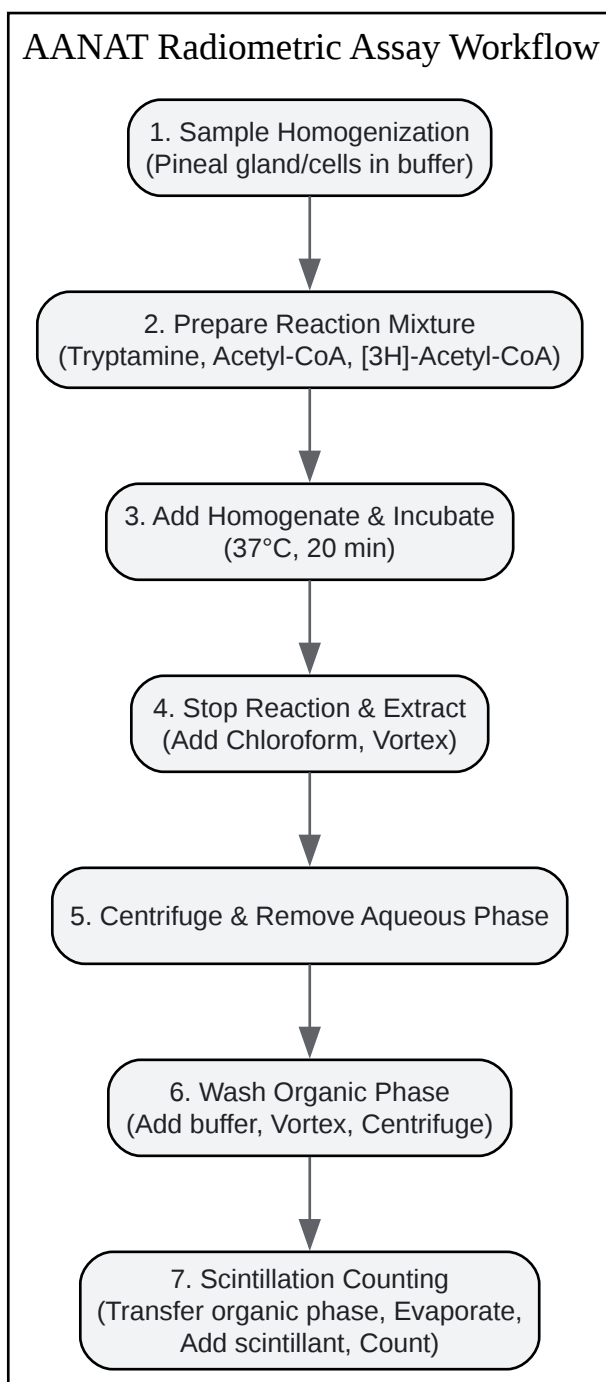 AANAT Radiometric Assay Workflow
1. Sample Homogenization
(Pineal gland/cells in buffer)
2. Prepare Reaction Mixture
(Tryptamine, Acetyl-CoA, [3H]-Acetyl-CoA)
3. Add Homogenate & Incubate
(37°C, 20 min)
4. Stop Reaction & Extract
(Add Chloroform, Vortex)
5. Centrifuge & Remove Aqueous Phase
6. Wash Organic Phase
(Add buffer, Vortex, Centrifuge)
7. Scintillation Counting
(Transfer organic phase, Evaporate,
Add scintillant, Count)